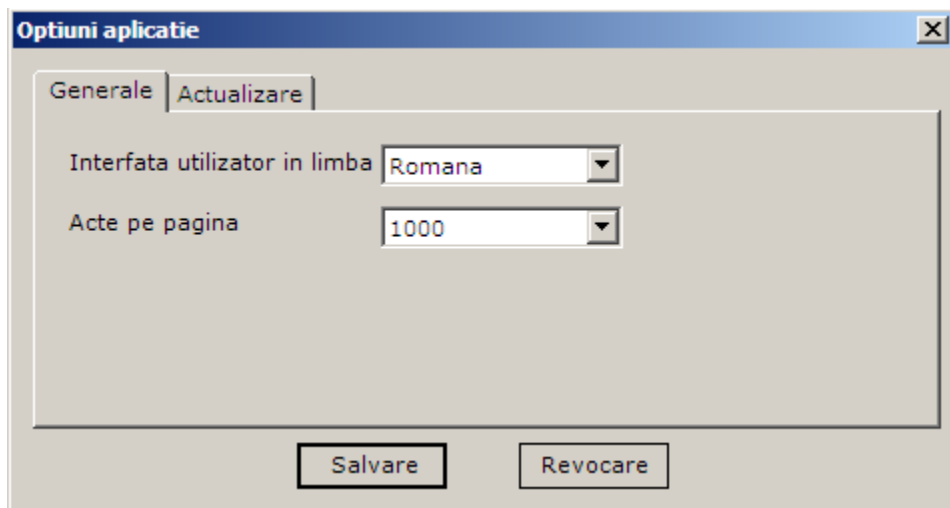 Optiuni aplicatie
Generale Actualizare
Interfata utilizator in limba Romana
Acte pe pagina 1000
Salvare Revocare